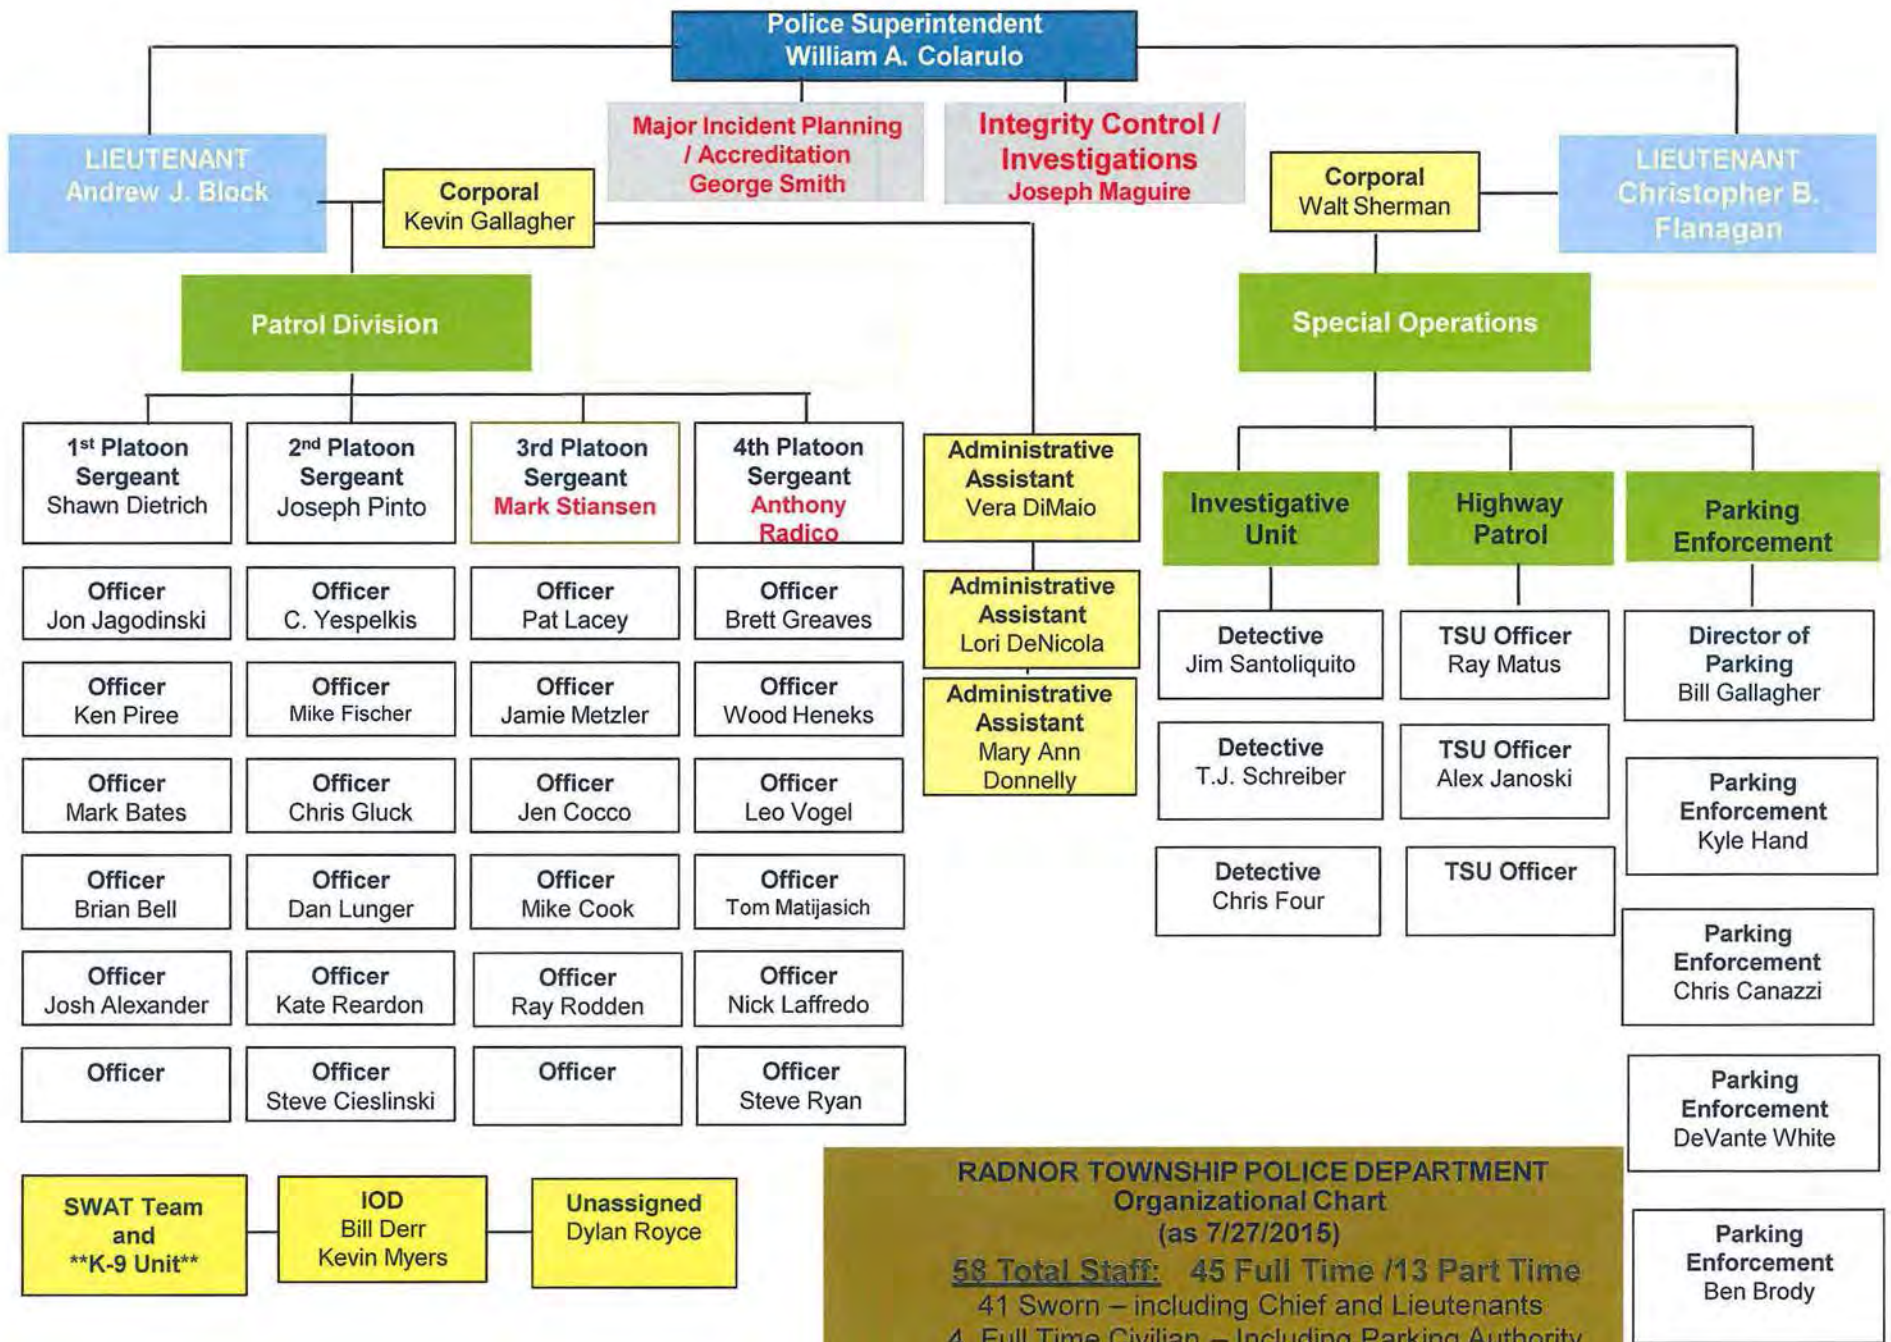 Police Superintendent
William A. Colarulo
LIEUTENANT
Andrew J. Block
Corporal
Kevin Gallagher
Major Incident Planning
/ Accreditation
George Smith
Integrity Control /
Investigations
Joseph Maguire
Corporal
Walt Sherman
LIEUTENANT
Christopher B.
Flanagan
Patrol Division
Special Operations
1st Platoon
Sergeant
Shawn Dietrich
Officer
Jon Jagodinski
Officer
Ken Piree
Officer
Mark Bates
Officer
Brian Bell
Officer
Josh Alexander
Officer
2nd Platoon
Sergeant
Joseph Pinto
Officer
C. Yespelkis
Officer
Mike Fischer
Officer
Chris Gluck
Officer
Dan Lunger
Officer
Kate Reardon
Officer
Steve Cieslinski
3rd Platoon
Sergeant
Mark Stiansen
Officer
Pat Lacey
Officer
Jamie Metzler
Officer
Jen Cocco
Officer
Mike Cook
Officer
Ray Rodden
Officer
4th Platoon
Sergeant
Anthony
Radico
Officer
Brett Greaves
Officer
Wood Heneks
Officer
Leo Vogel
Officer
Tom Matijasich
Officer
Nick Laffredo
Officer
Steve Ryan
Administrative
Assistant
Vera DiMaio
Administrative
Assistant
Lori DeNicola
Administrative
Assistant
Mary Ann
Donnelly
Investigative
Unit
Detective
Jim Santoliquito
Detective
T.J. Schreiber
Detective
Chris Four
Highway
Patrol
TSU Officer
Ray Matus
TSU Officer
Alex Janoski
TSU Officer
Parking
Enforcement
Director of
Parking
Bill Gallagher
Parking
Enforcement
Kyle Hand
Parking
Enforcement
Chris Canazzi
Parking
Enforcement
DeVante White
Parking
Enforcement
Ben Brody
SWAT Team
and
**K-9 Unit**
IOD
Bill Derr
Kevin Myers
Unassigned
Dylan Royce
RADNOR TOWNSHIP POLICE DEPARTMENT
Organizational Chart
(as 7/27/2015)
58 Total Staff: 45 Full Time /13 Part Time
41 Sworn – including Chief and Lieutenants
4 Full Time Civilian – Including Parking Authority